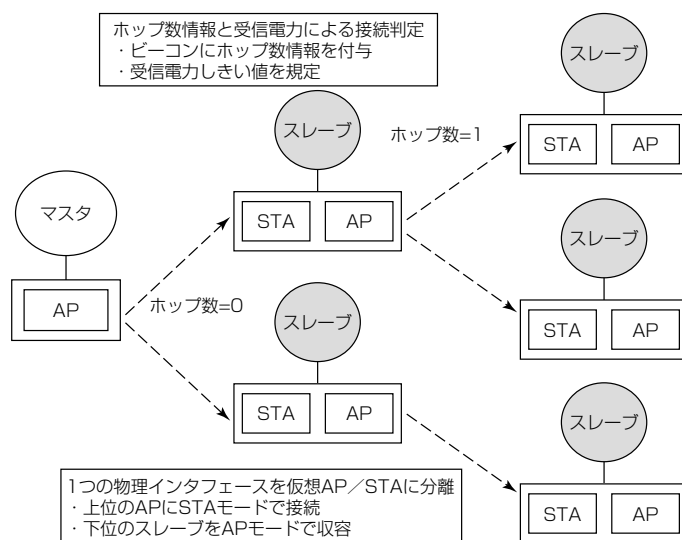 ホップ数情報と受信電力による接続判定
・ビーコンにホップ数情報を付与
・受信電力しきい値を規定
スレーブ
STA
AP
ホップ数=1
スレーブ
STA
AP
マスタ
AP
ホップ数=0
スレーブ
STA
AP
スレーブ
STA
AP
スレーブ
STA
AP
1つの物理インタフェースを仮想AP／STAに分離
・上位のAPにSTAモードで接続
・下位のスレーブをAPモードで収容